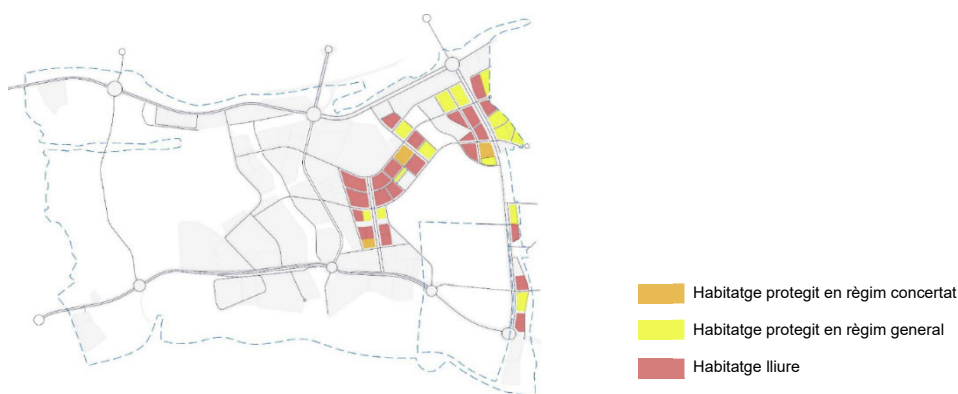 Habitatge protegit en règim concertat
Habitatge protegit en règim general
Habitatge lliure